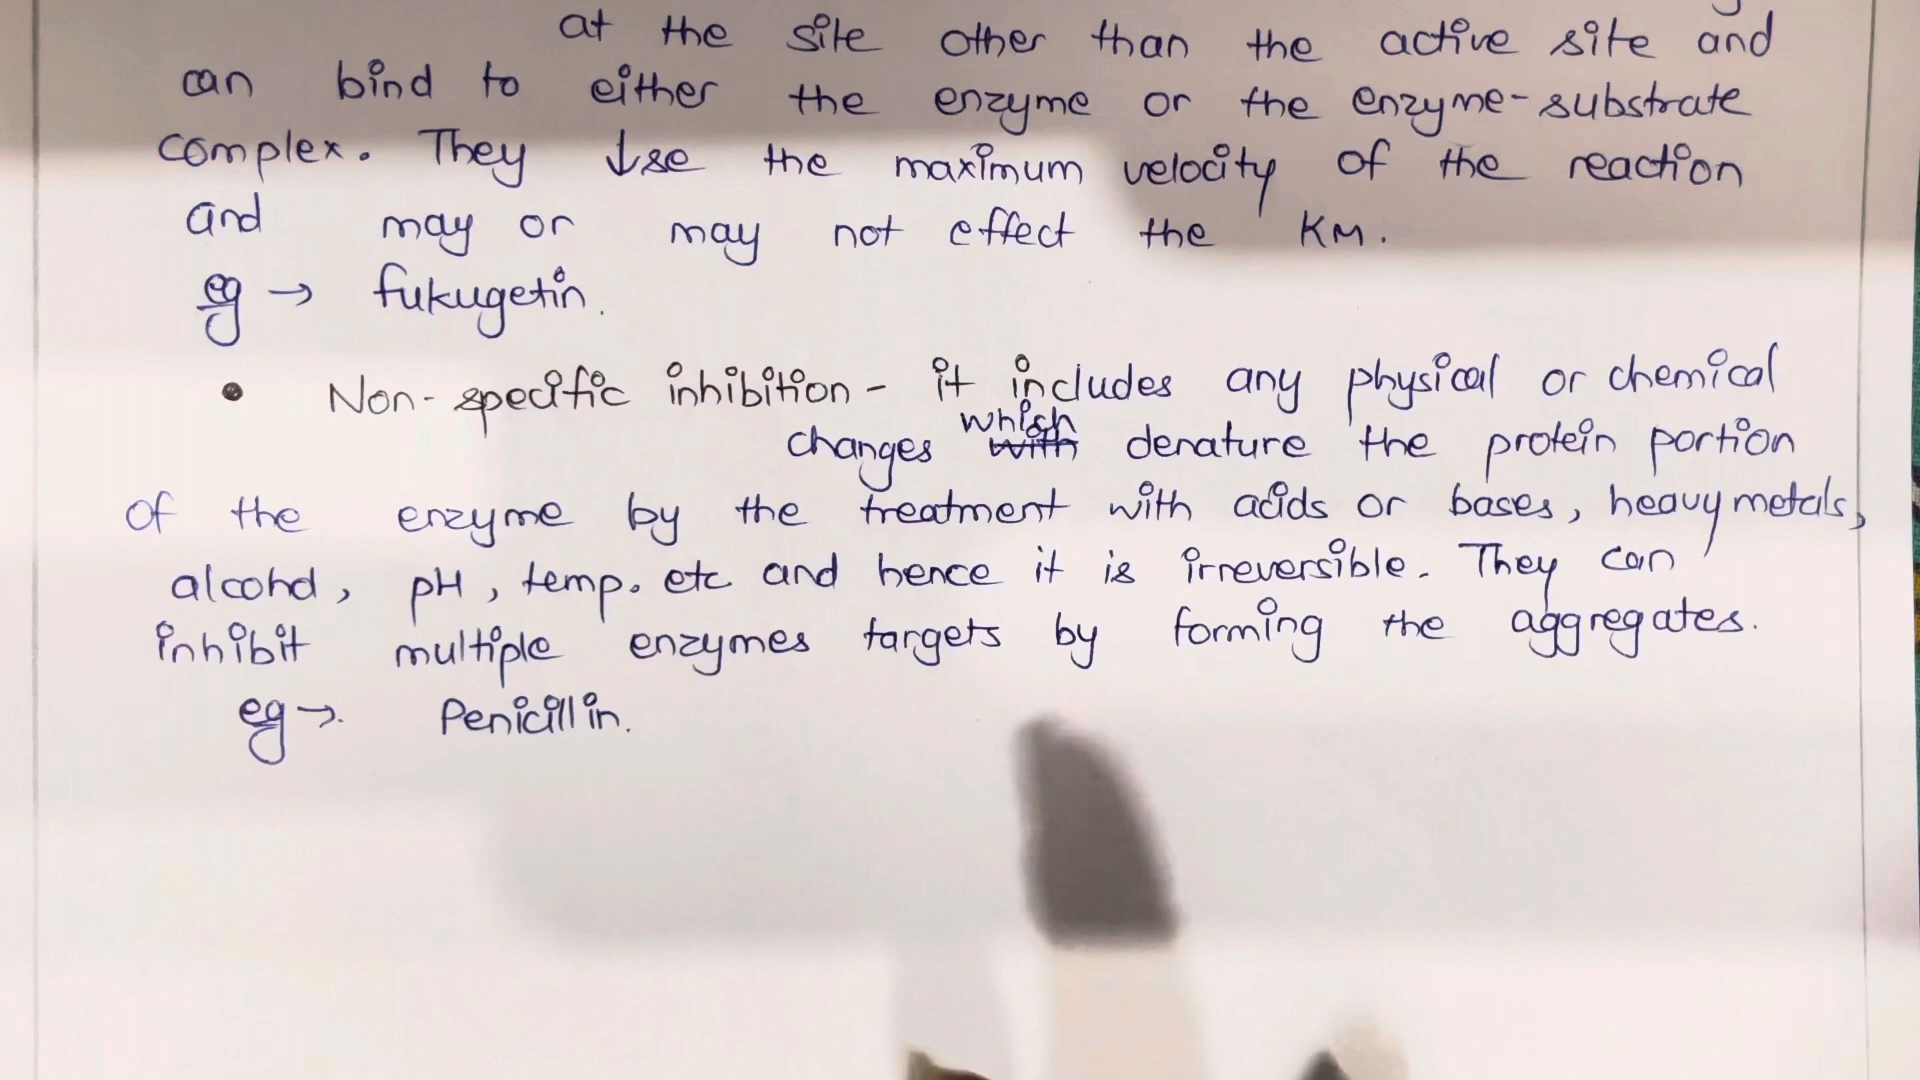 at the site other than the active site and
can bind to either the enzyme or the enzyme-substrate
complex. They ↓se the maximum velocity of the reaction
and may or may not effect the KM.
eg → fukugetin.
• Non-specific inhibition - it includes any physical or chemical
which
changes with denature the protein portion
of the enzyme by the treatment with acids or bases, heavy metals,
alcohol, pH, temp. etc and hence it is irreversible. They can
inhibit multiple enzymes targets by forming the aggregates.
eg →. Penicillin.